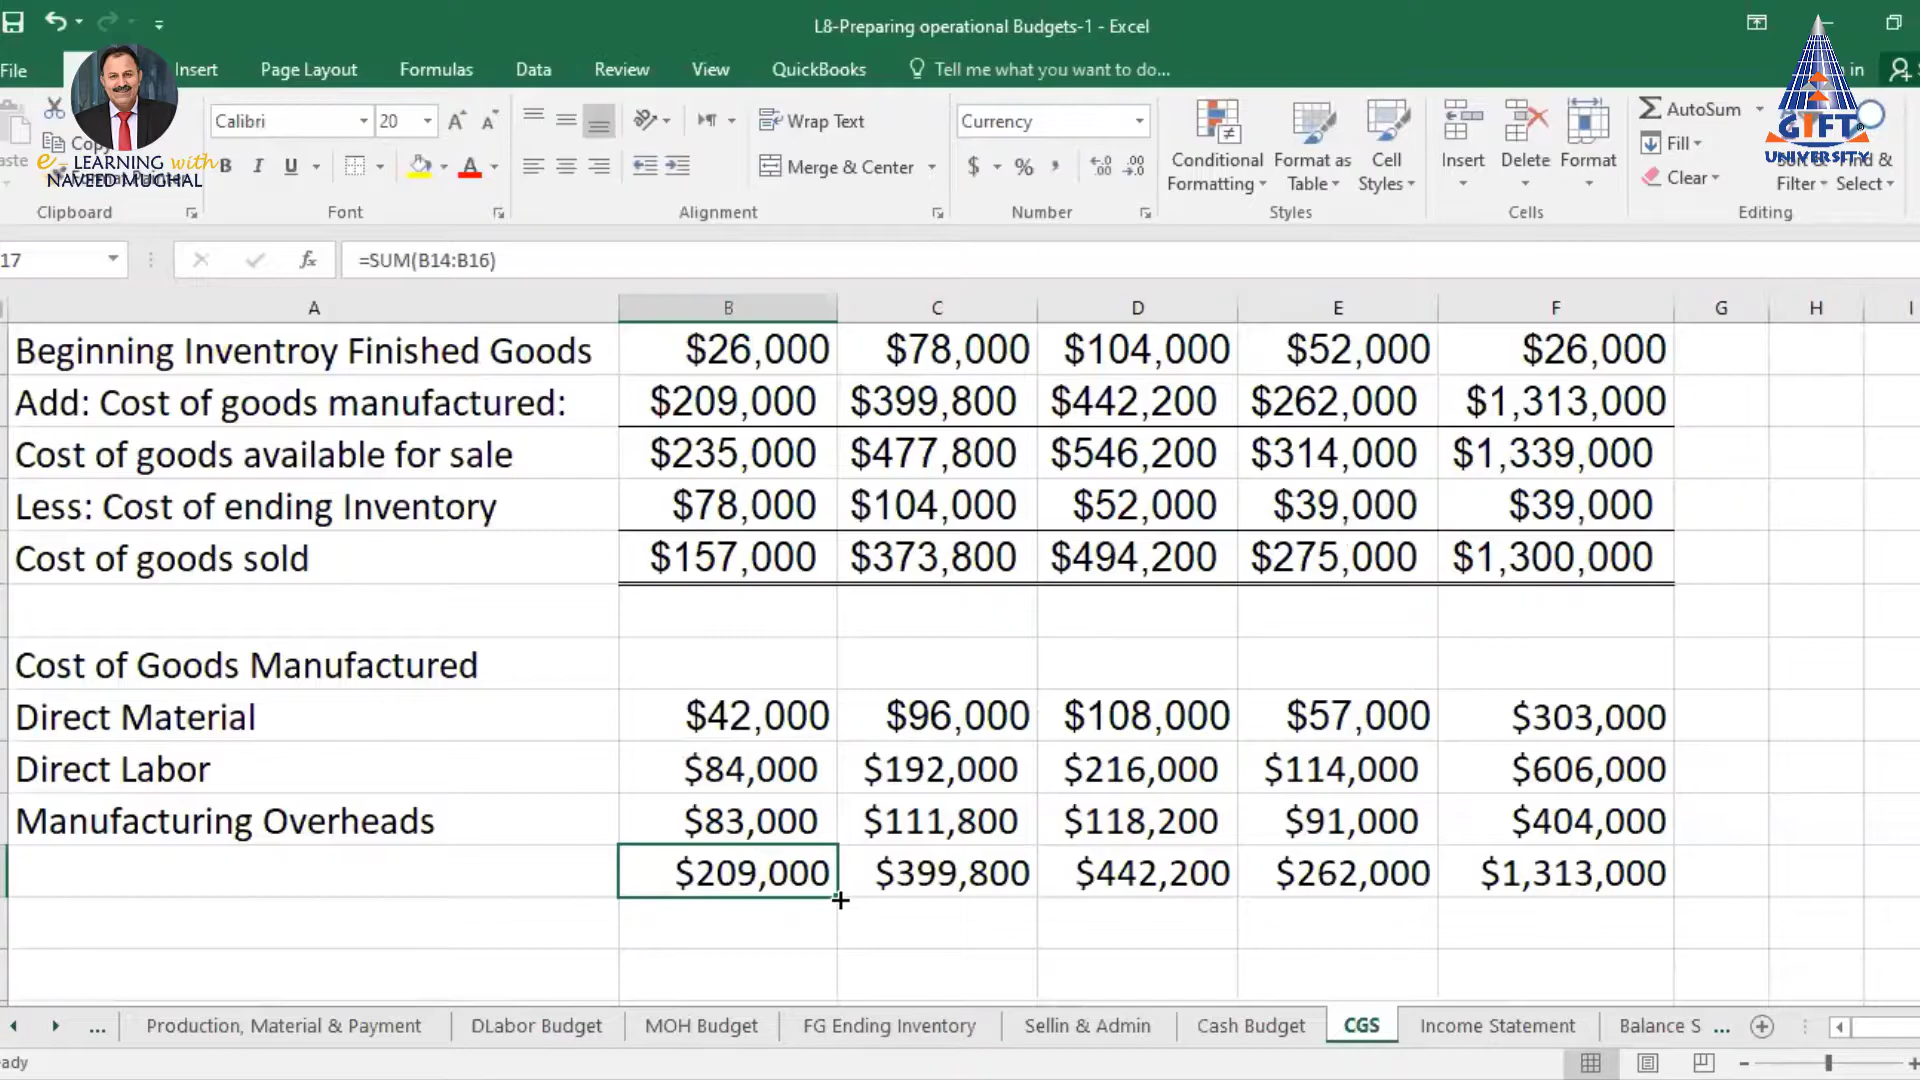 L8-Preparing operational Budgets-1 - Excel
File Insert Page Layout Formulas Data Review View QuickBooks Tell me what you want to do... in
Calibri 20 Wrap Text Currency AutoSum
Conditional Formatting Format as Table Cell Styles Insert Delete Format Fill
B I U Merge & Center $ % , Clear Filter Find & Select
e-LEARNING with
NAVEED MUGHAL
GIFT
UNIVERSITY
Clipboard Font Alignment Number Styles Cells Editing
17 fx =SUM(B14:B16)
A B C D E F G H I
Beginning Inventroy Finished Goods $26,000 $78,000 $104,000 $52,000 $26,000
Add: Cost of goods manufactured: $209,000 $399,800 $442,200 $262,000 $1,313,000
Cost of goods available for sale $235,000 $477,800 $546,200 $314,000 $1,339,000
Less: Cost of ending Inventory $78,000 $104,000 $52,000 $39,000 $39,000
Cost of goods sold $157,000 $373,800 $494,200 $275,000 $1,300,000
Cost of Goods Manufactured
Direct Material $42,000 $96,000 $108,000 $57,000 $303,000
Direct Labor $84,000 $192,000 $216,000 $114,000 $606,000
Manufacturing Overheads $83,000 $111,800 $118,200 $91,000 $404,000
$209,000 $399,800 $442,200 $262,000 $1,313,000
... Production, Material & Payment DLabor Budget MOH Budget FG Ending Inventory Sellin & Admin Cash Budget CGS Income Statement Balance S ...
eady